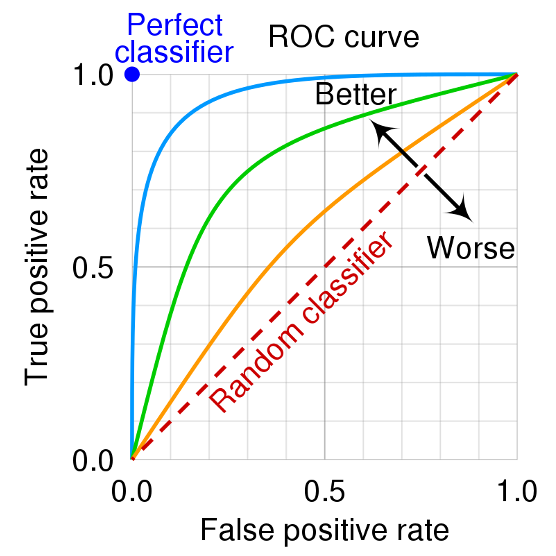 Perfect
classifier
ROC curve
1.0
Better
True positive rate
0.5
Worse
Random classifier
0.0
0.0
0.5
1.0
False positive rate